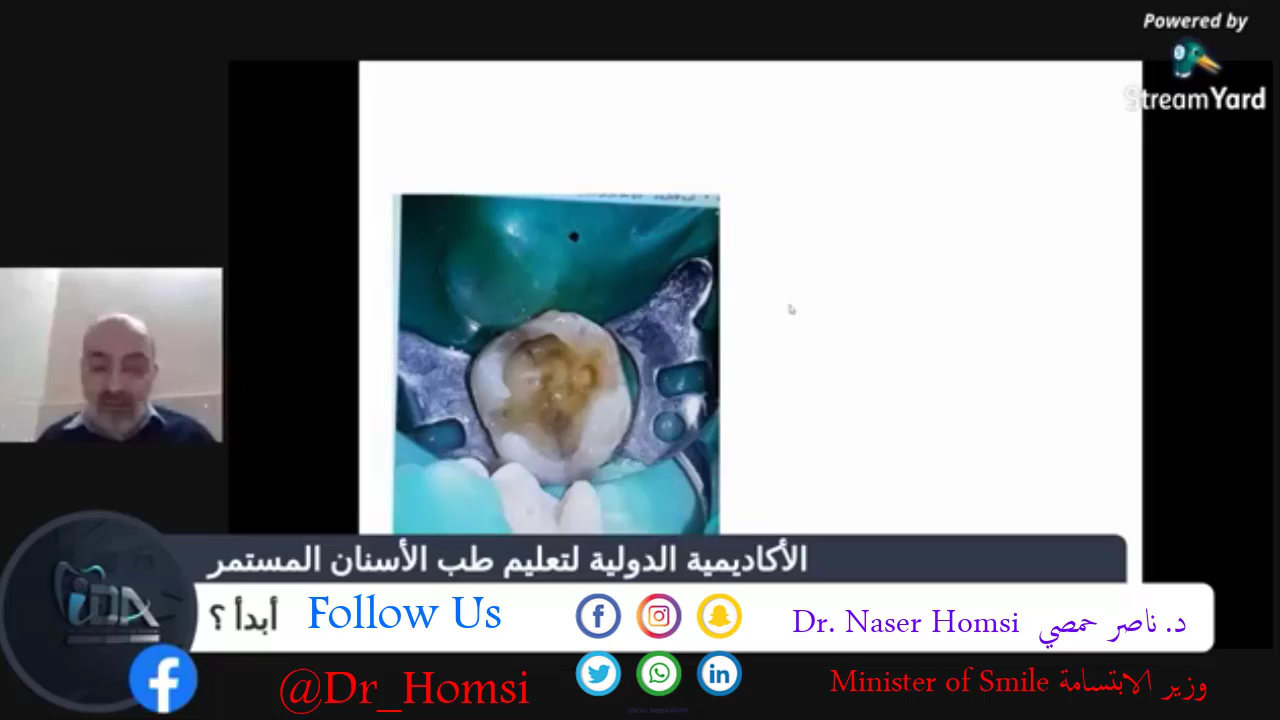 Powered by
StreamYard
الأكاديمية الدولية لتعليم طب الأسنان المستمر
أبدأ ؟
Follow Us
Dr. Naser Homsi د. ناصر حمصي
@Dr_Homsi
Minister of Smile وزير الابتسامة
iDA